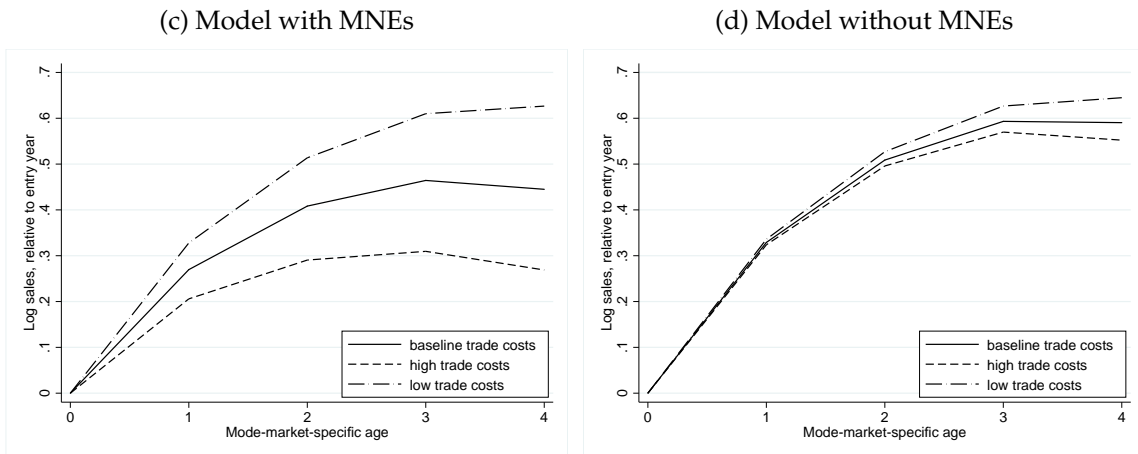 (c) Model with MNEs
Log sales, relative to entry year
.7
.6
.5
.4
.3
.2
.1
0
baseline trade costs
high trade costs
low trade costs
0 1 2 3 4
Mode-market-specific age
(d) Model without MNEs
Log sales, relative to entry year
.7
.6
.5
.4
.3
.2
.1
0
baseline trade costs
high trade costs
low trade costs
0 1 2 3 4
Mode-market-specific age